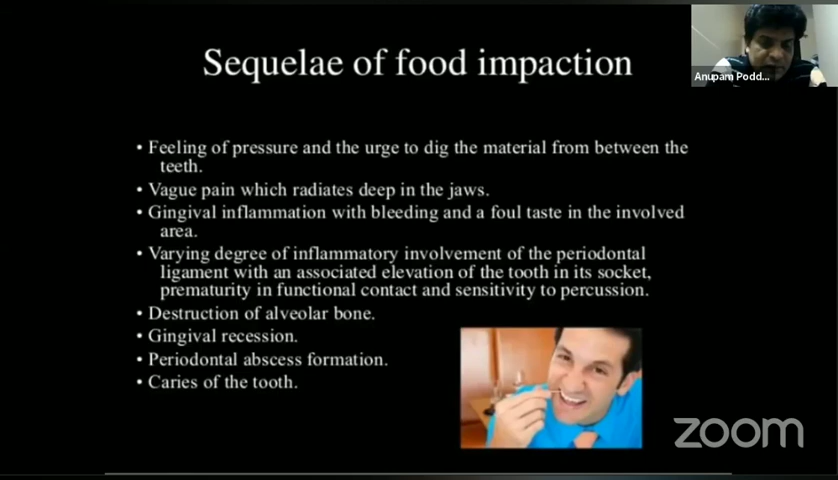 Sequelae of food impaction
Anupam Podd...
• Feeling of pressure and the urge to dig the material from between the
teeth.
• Vague pain which radiates deep in the jaws.
• Gingival inflammation with bleeding and a foul taste in the involved
area.
• Varying degree of inflammatory involvement of the periodontal
ligament with an associated elevation of the tooth in its socket,
prematurity in functional contact and sensitivity to percussion.
• Destruction of alveolar bone.
• Gingival recession.
• Periodontal abscess formation.
• Caries of the tooth.
zoom